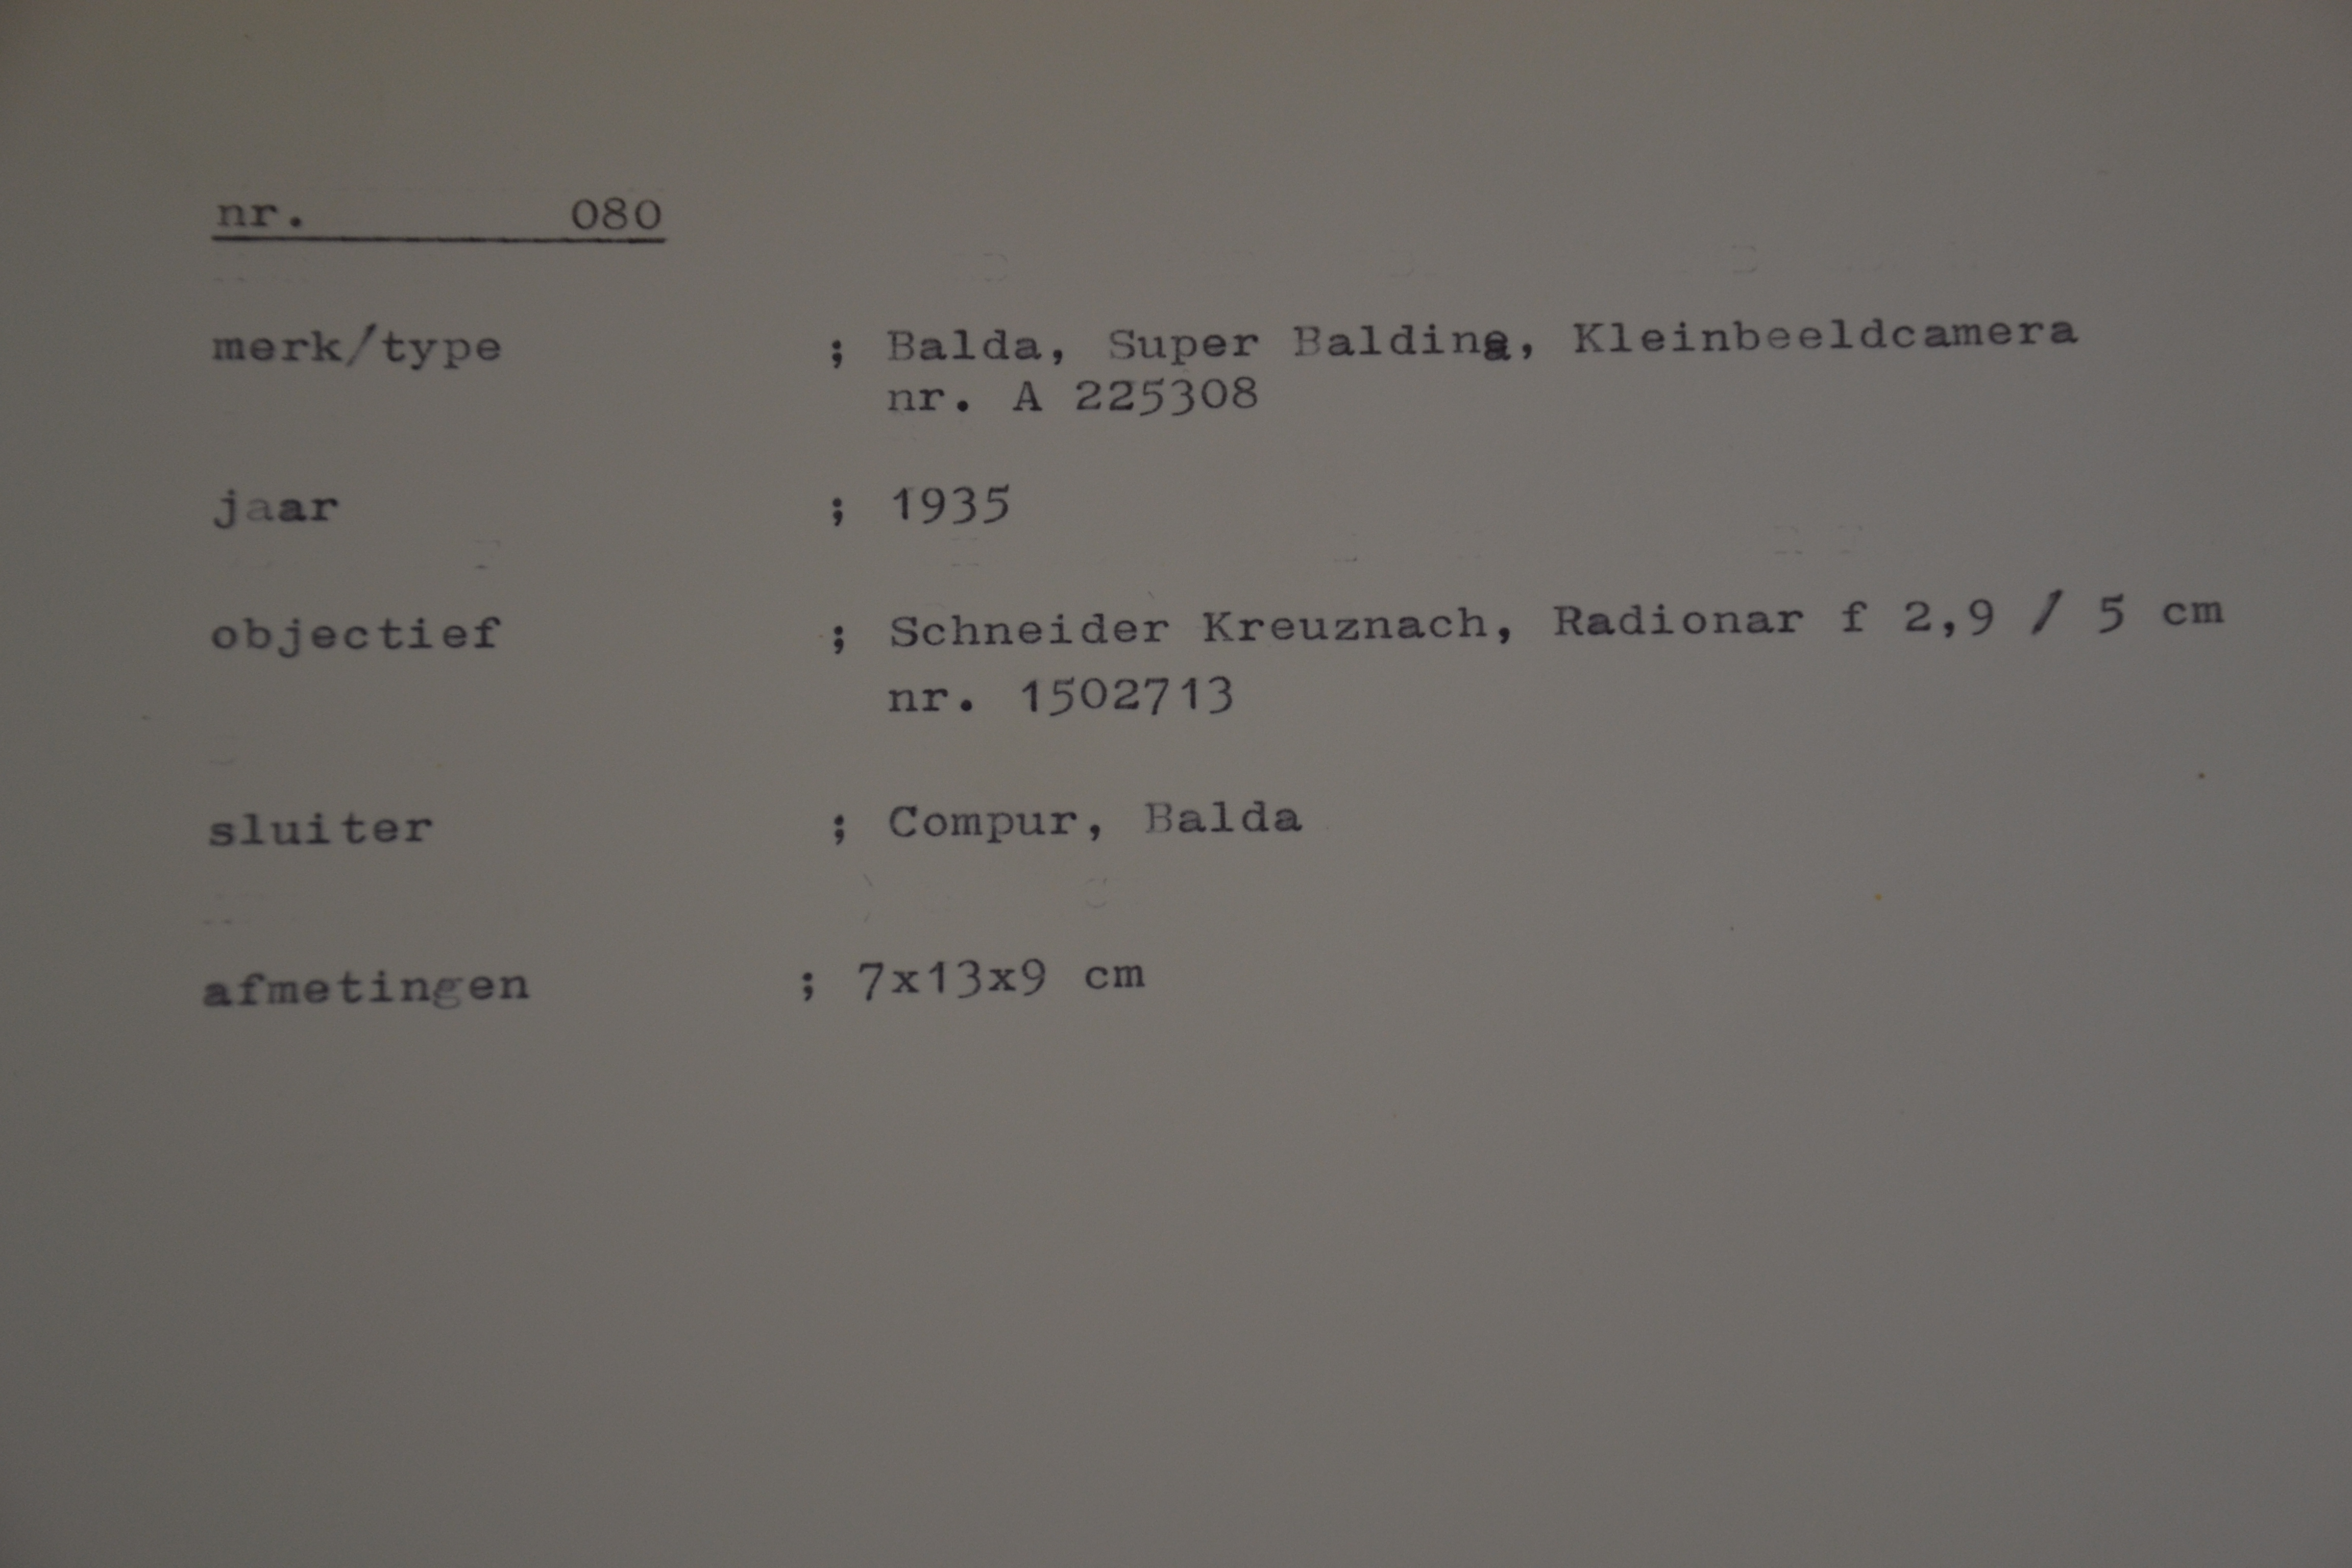 nr. 080
merk/type ; Balda, Super Baldina, Kleinbeeldcamera
nr. A 225308
jaar ; 1935
objectief ; Schneider Kreuznach, Radionar f 2,9 / 5 cm
nr. 1502713
sluiter ; Compur, Balda
afmetingen ; 7x13x9 cm